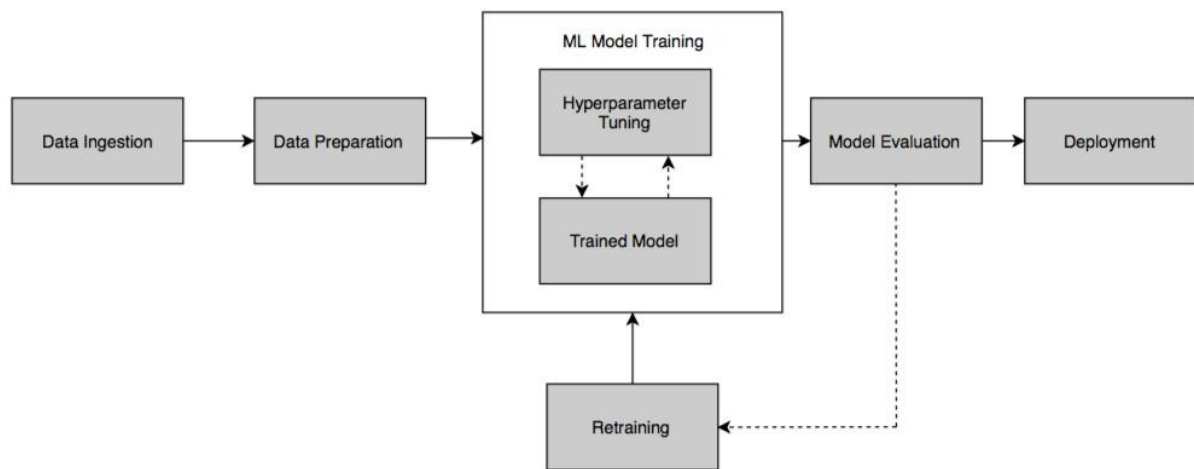 ML Model Training
Hyperparameter
Tuning
Data Ingestion
Data Preparation
Model Evaluation
Deployment
Trained Model
Retraining